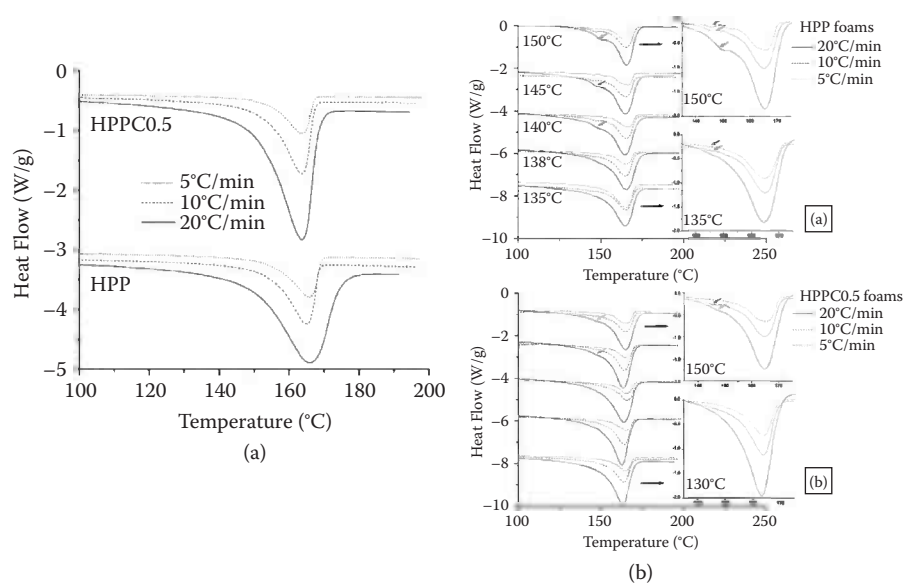 0
−1
−2
−3
−4
−5
HPPC0.5
5°C/min
10°C/min
20°C/min
HPP
Heat Flow (W/g)
100
120
140
160
180
200
Temperature (°C)
(a)
0
−2
−4
−6
−8
−10
Heat Flow (W/g)
150°C
145°C
140°C
138°C
135°C
150°C
135°C
HPP foams
20°C/min
10°C/min
5°C/min
(a)
100
150
200
250
Temperature (°C)
0
−2
−4
−6
−8
−10
Heat Flow (W/g)
150°C
130°C
HPPC0.5 foams
20°C/min
10°C/min
5°C/min
(b)
100
150
200
250
Temperature (°C)
(b)